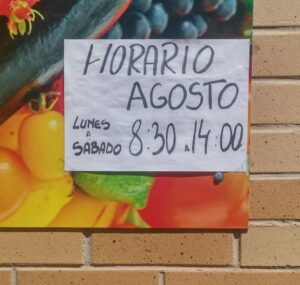 HORARIO
AGOSTO
LUNES
A
SABADO
8:30 A 14:00